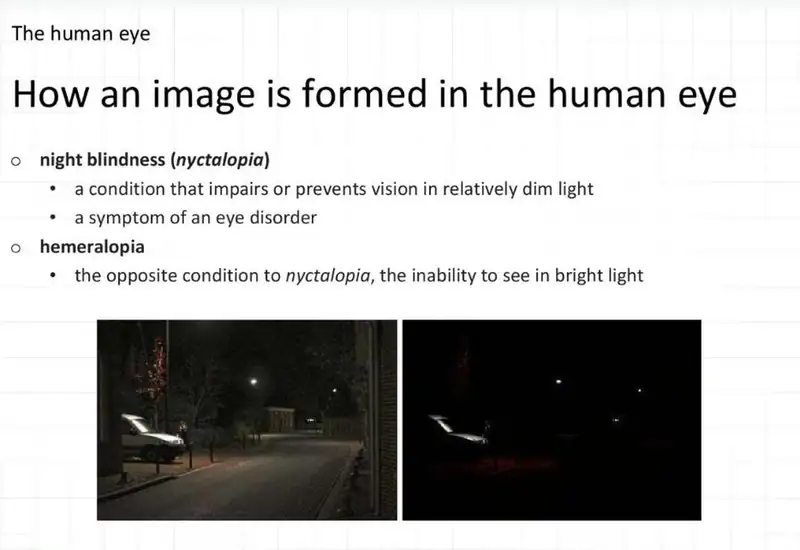 The human eye
How an image is formed in the human eye
○ night blindness (nyctalopia)
• a condition that impairs or prevents vision in relatively dim light
• a symptom of an eye disorder
○ hemeralopia
• the opposite condition to nyctalopia, the inability to see in bright light